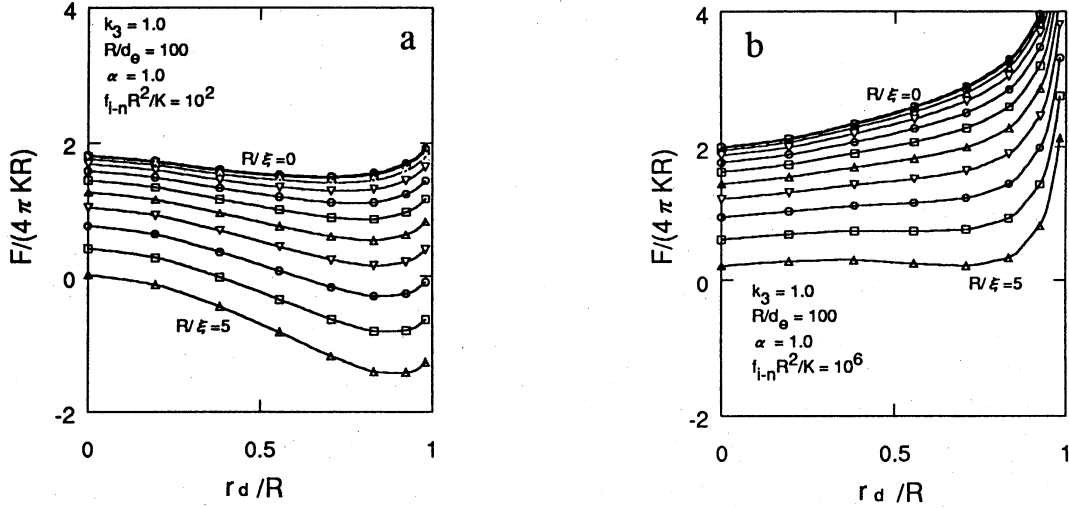 4
2
0
-2
F/(4 π KR)
k₃ = 1.0
R/dₑ = 100
α = 1.0
fᵢ₋ₙR²/K = 10²
a
R/ξ=0
R/ξ=5
0
0.5
1
r d /R
4
3
2
1
0
-2
F/(4 π KR)
b
R/ξ=0
R/ξ=5
k₃ = 1.0
R/dₑ = 100
α = 1.0
fᵢ₋ₙR²/K = 10⁶
0
0.5
1
r d /R